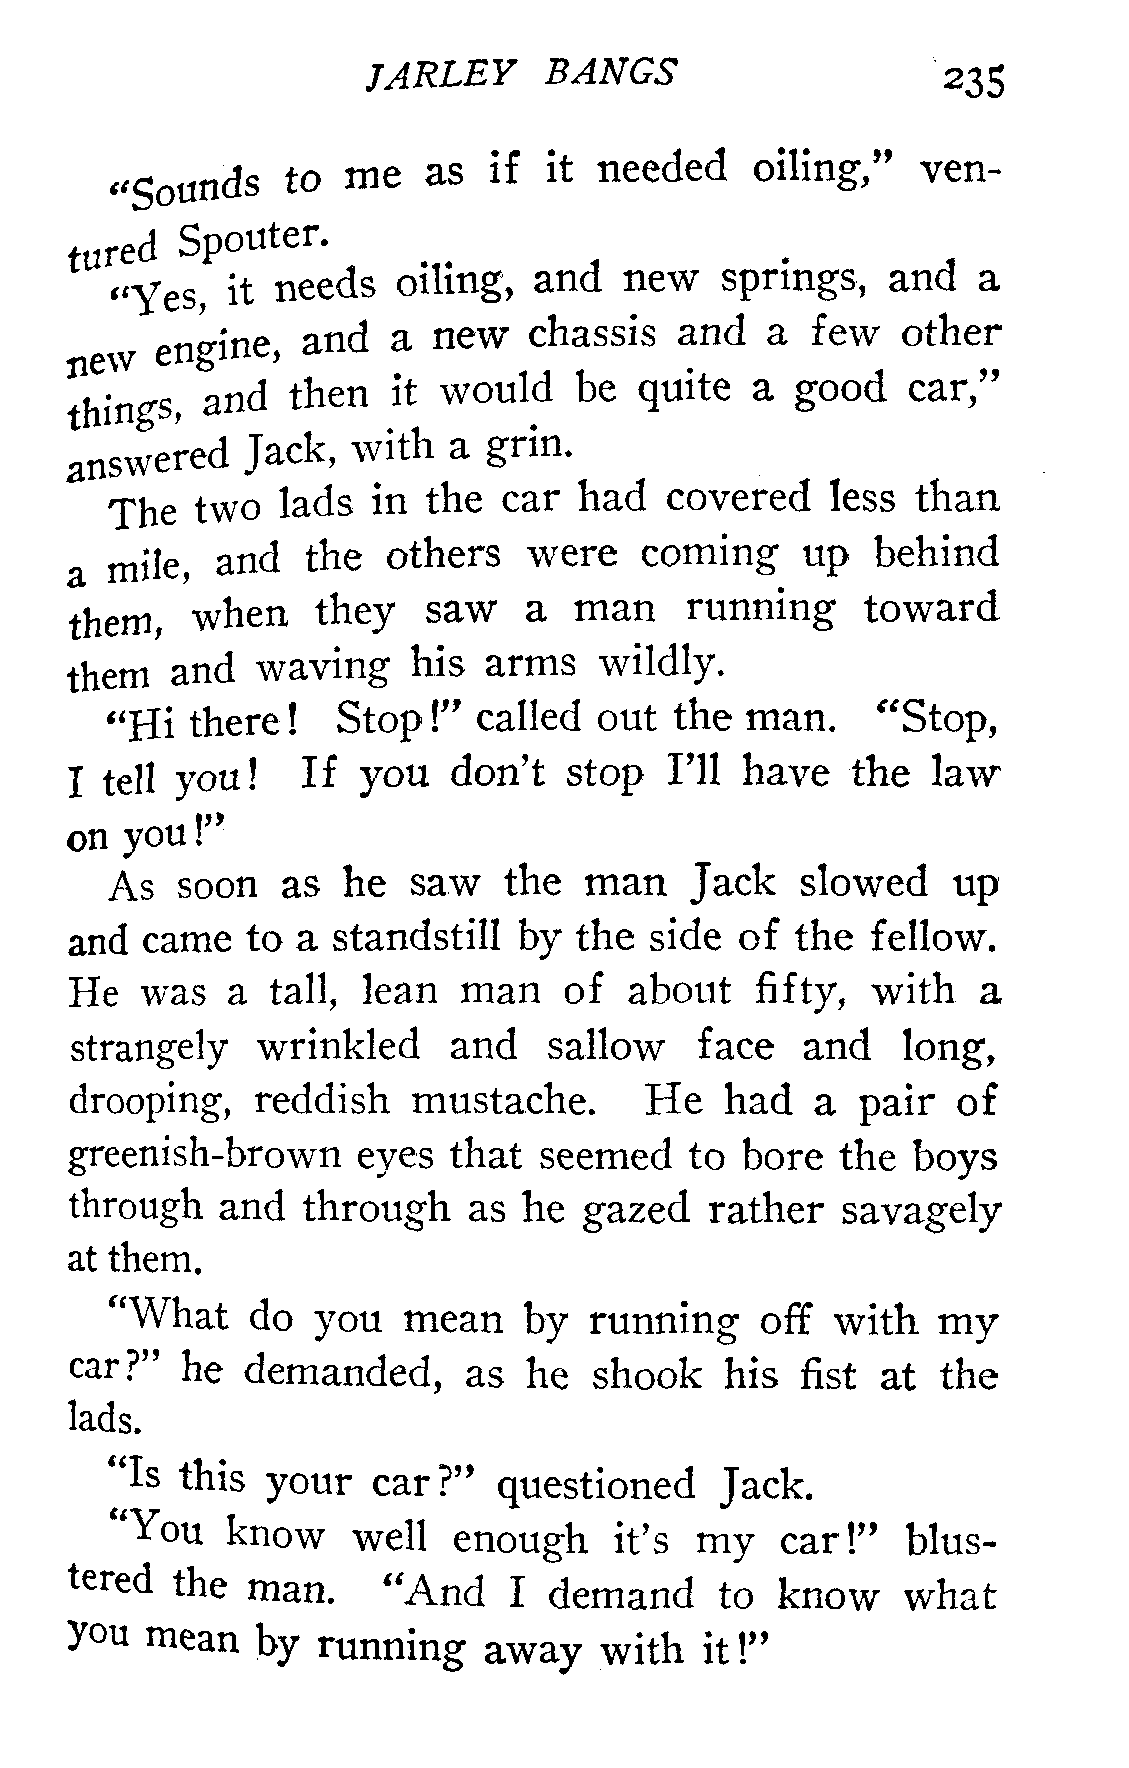 JARLEY BANGS 235
"Sounds to me as if it needed oiling," ven-
tured Spouter.
"Yes, it needs oiling, and new springs, and a
new engine, and a new chassis and a few other
things, and then it would be quite a good car,"
answered Jack, with a grin.
The two lads in the car had covered less than
a mile, and the others were coming up behind
them, when they saw a man running toward
them and waving his arms wildly.
"Hi there! Stop!" called out the man. "Stop,
I tell you! If you don't stop I'll have the law
on you!"
As soon as he saw the man Jack slowed up
and came to a standstill by the side of the fellow.
He was a tall, lean man of about fifty, with a
strangely wrinkled and sallow face and long,
drooping, reddish mustache. He had a pair of
greenish-brown eyes that seemed to bore the boys
through and through as he gazed rather savagely
at them.
"What do you mean by running off with my
car?" he demanded, as he shook his fist at the
lads.
"Is this your car?" questioned Jack.
"You know well enough it's my car!" blus-
tered the man. "And I demand to know what
you mean by running away with it!"